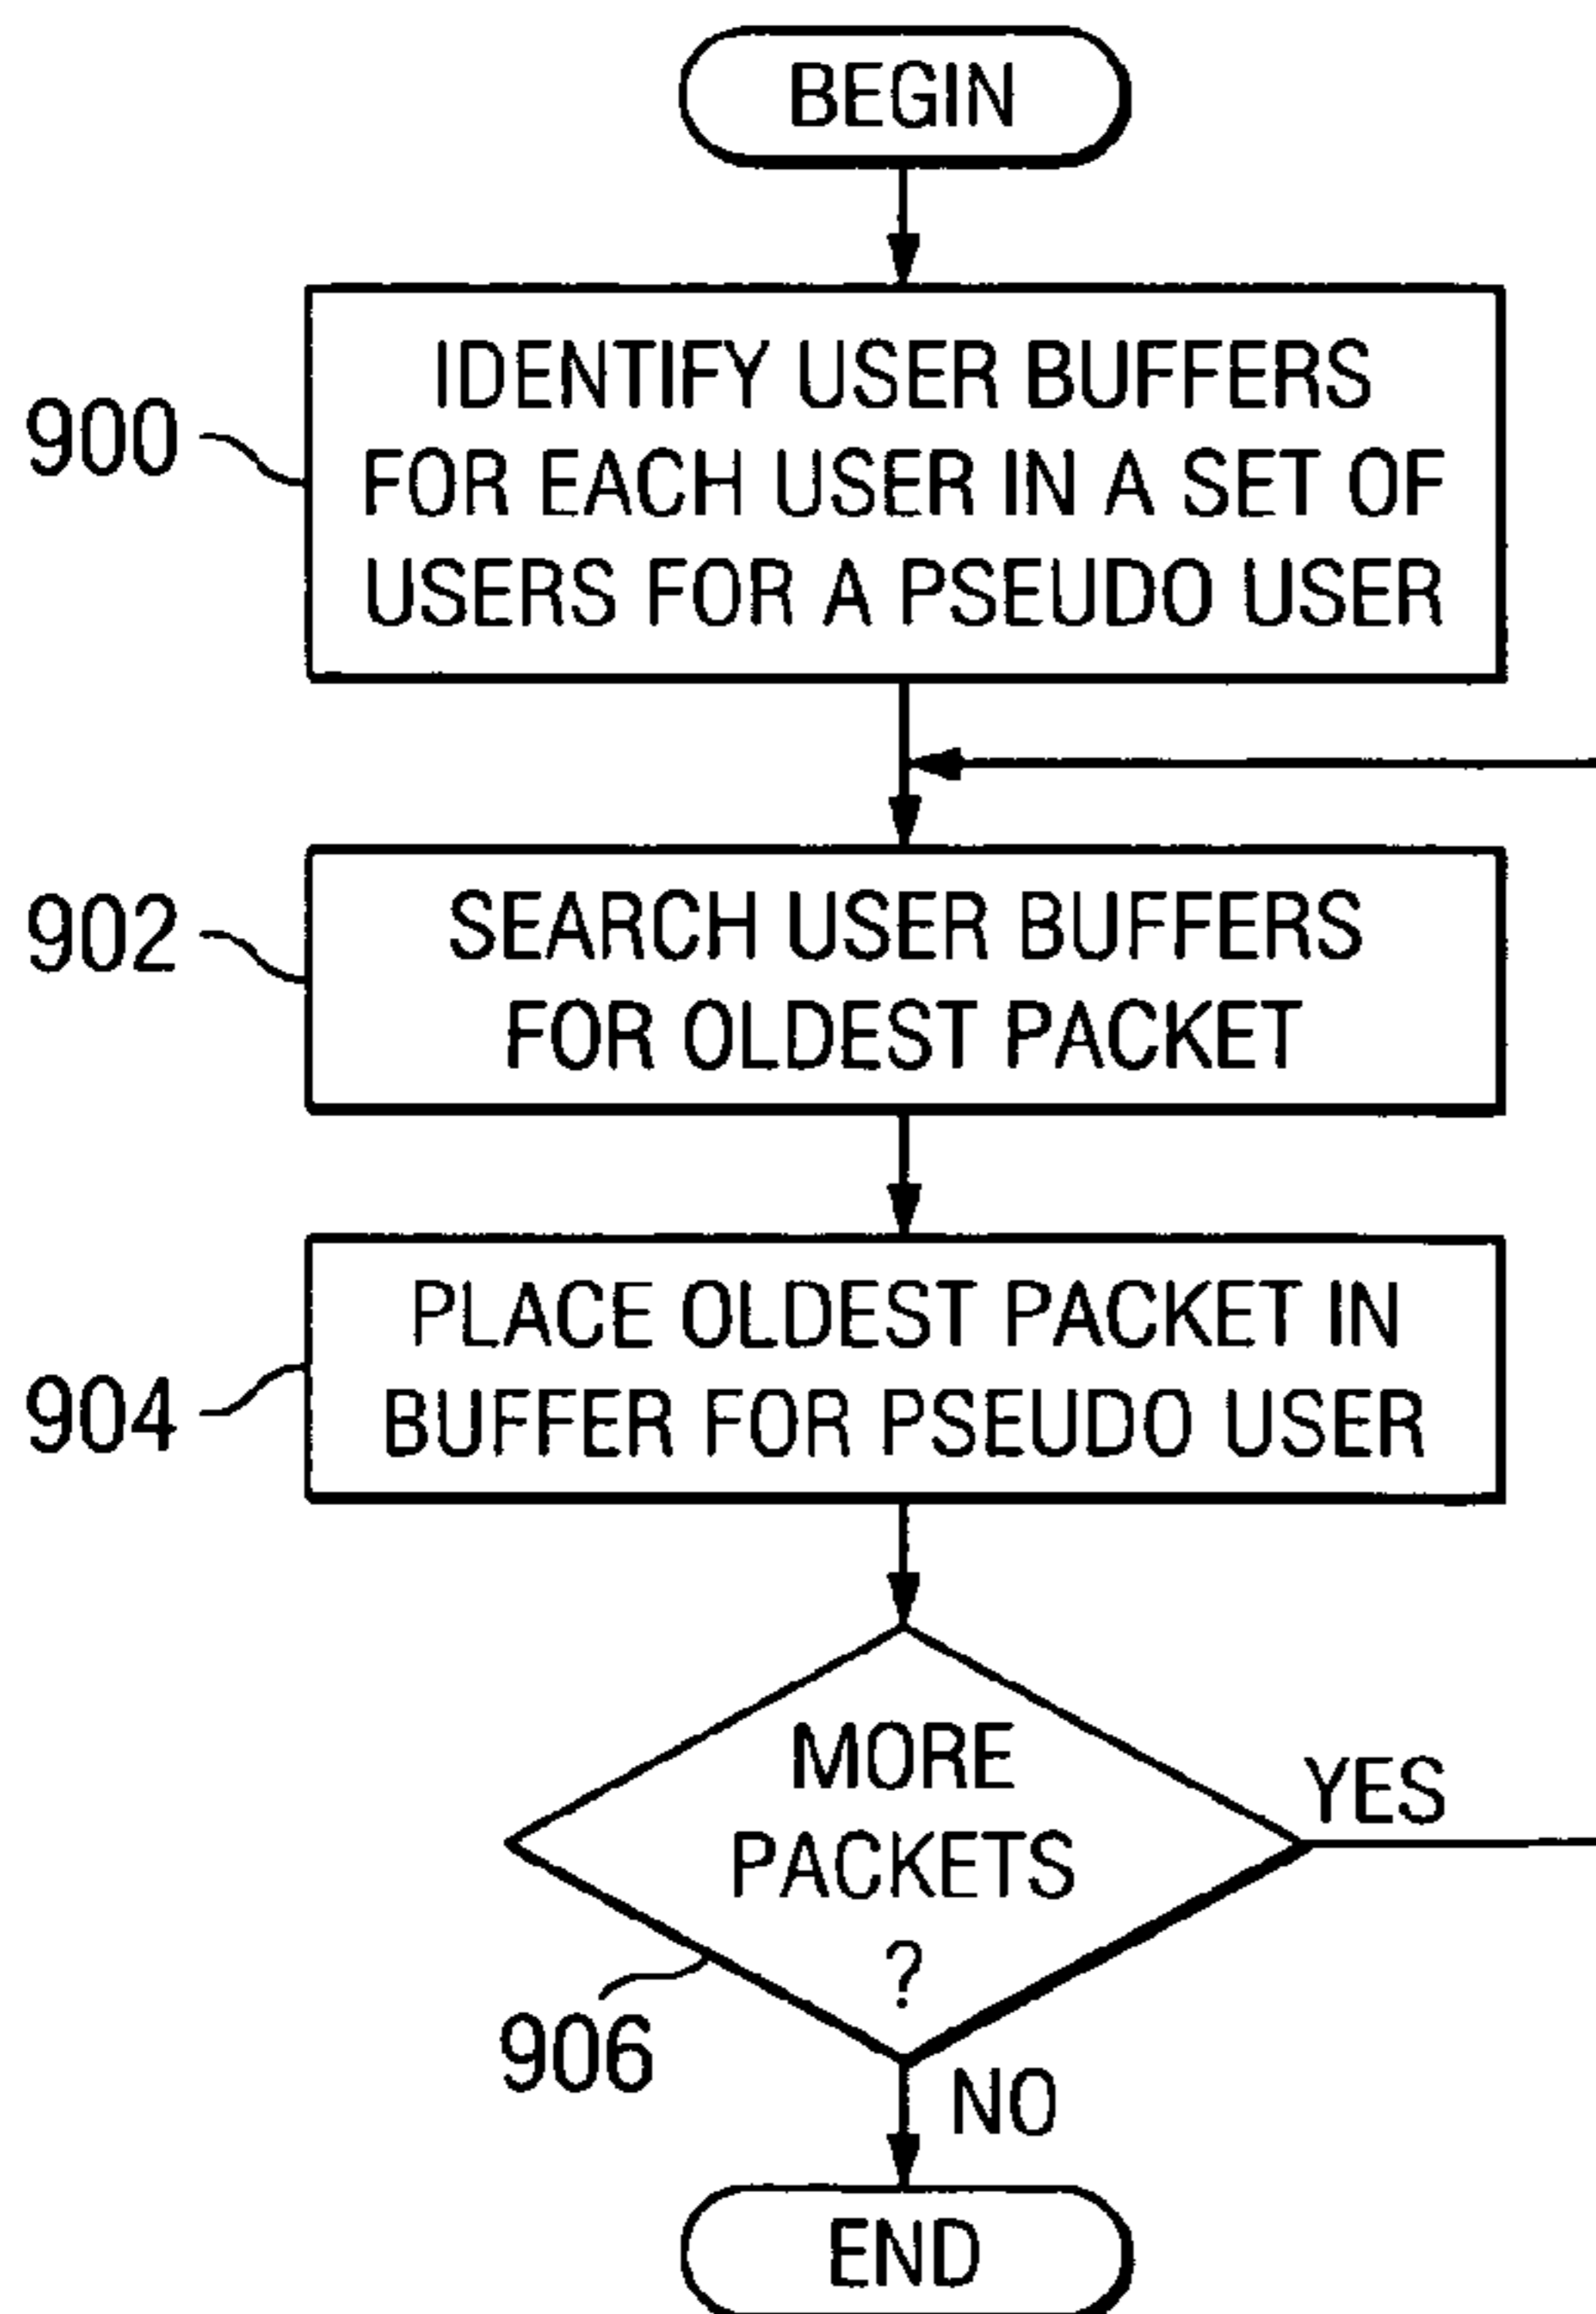 BEGIN
900
IDENTIFY USER BUFFERS
FOR EACH USER IN A SET OF
USERS FOR A PSEUDO USER
902
SEARCH USER BUFFERS
FOR OLDEST PACKET
904
PLACE OLDEST PACKET IN
BUFFER FOR PSEUDO USER
MORE
PACKETS
?
YES
906
NO
END